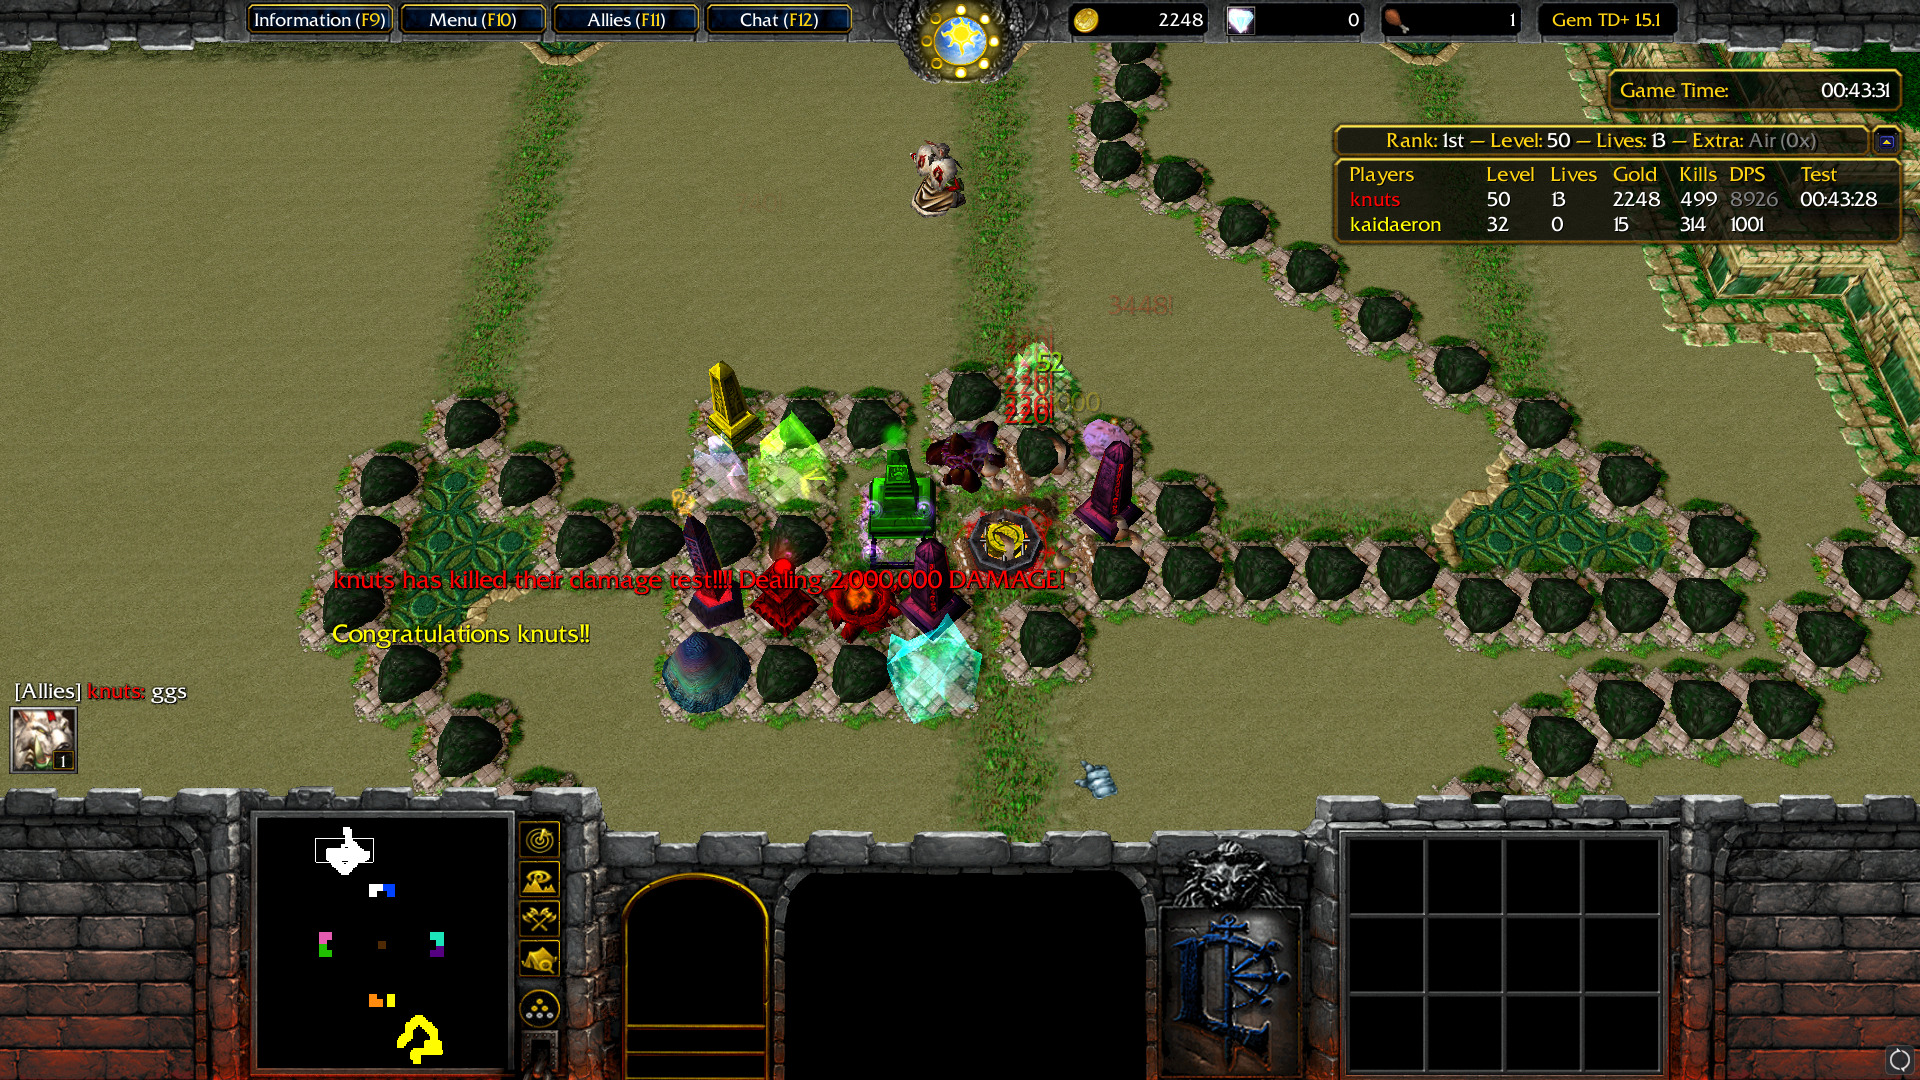 Information (F9) Menu (F10) Allies (F11) Chat (F12) 2248 0 1 Gem TD+ 15.1
Game Time: 00:43:31
Rank: 1st — Level: 50 — Lives: 13 — Extra: Air (0x)
Players Level Lives Gold Kills DPS Test
knuts 50 13 2248 499 8926 00:43:28
kaidaeron 32 0 15 314 1001
3448!
52
220!
220!
knuts has killed their damage test!!!! Dealing 2,000,000 DAMAGE!
Congratulations knuts!!
[Allies] knuts: ggs
1